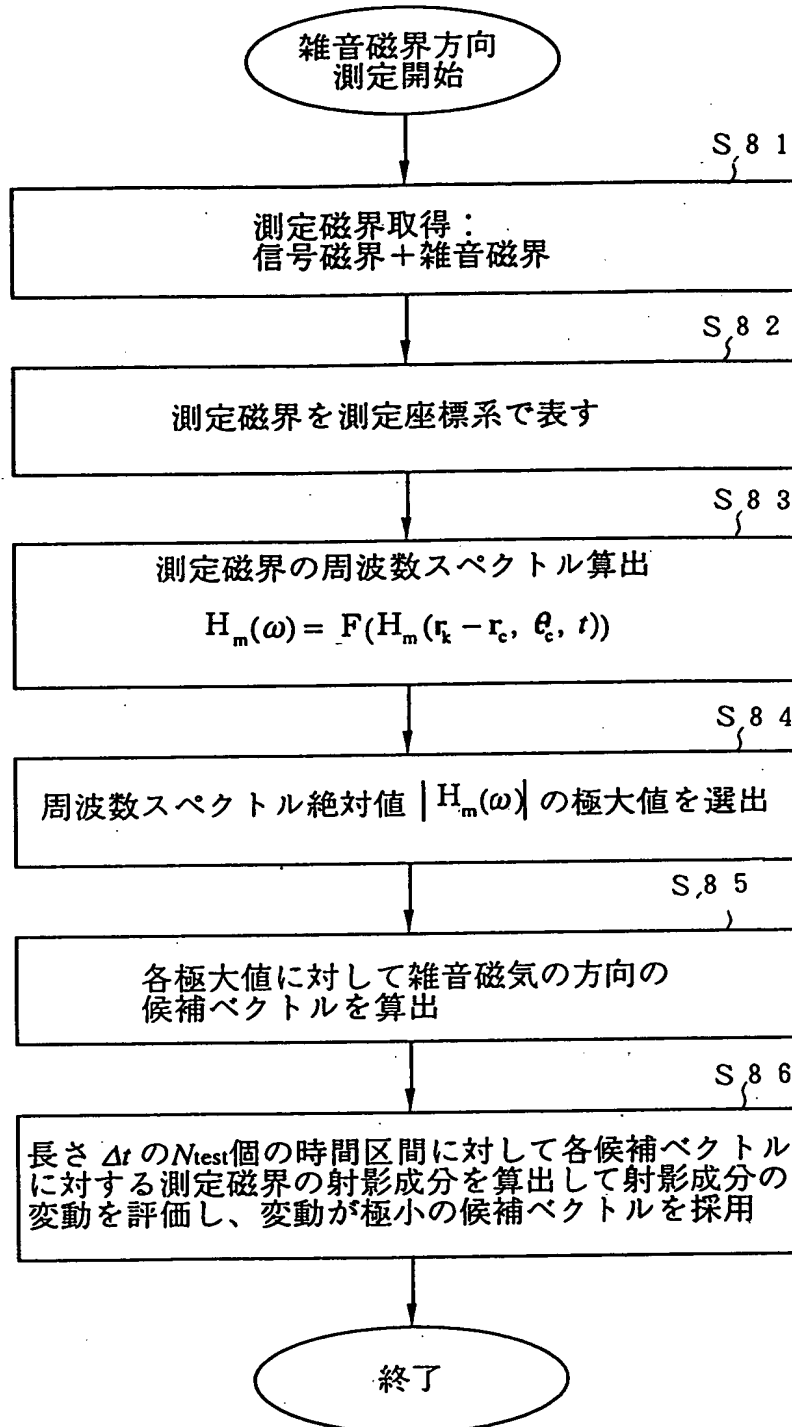 雑音磁界方向
測定開始
S81
測定磁界取得：
信号磁界＋雑音磁界
S82
測定磁界を測定座標系で表す
S83
測定磁界の周波数スペクトル算出
Hm(ω) = F(Hm(rk − rc, θc, t))
S84
周波数スペクトル絶対値 |Hm(ω)| の極大値を選出
S85
各極大値に対して雑音磁気の方向の
候補ベクトルを算出
S86
長さ Δt のNtest個の時間区間に対して各候補ベクトル
に対する測定磁界の射影成分を算出して射影成分の
変動を評価し、変動が極小の候補ベクトルを採用
終了